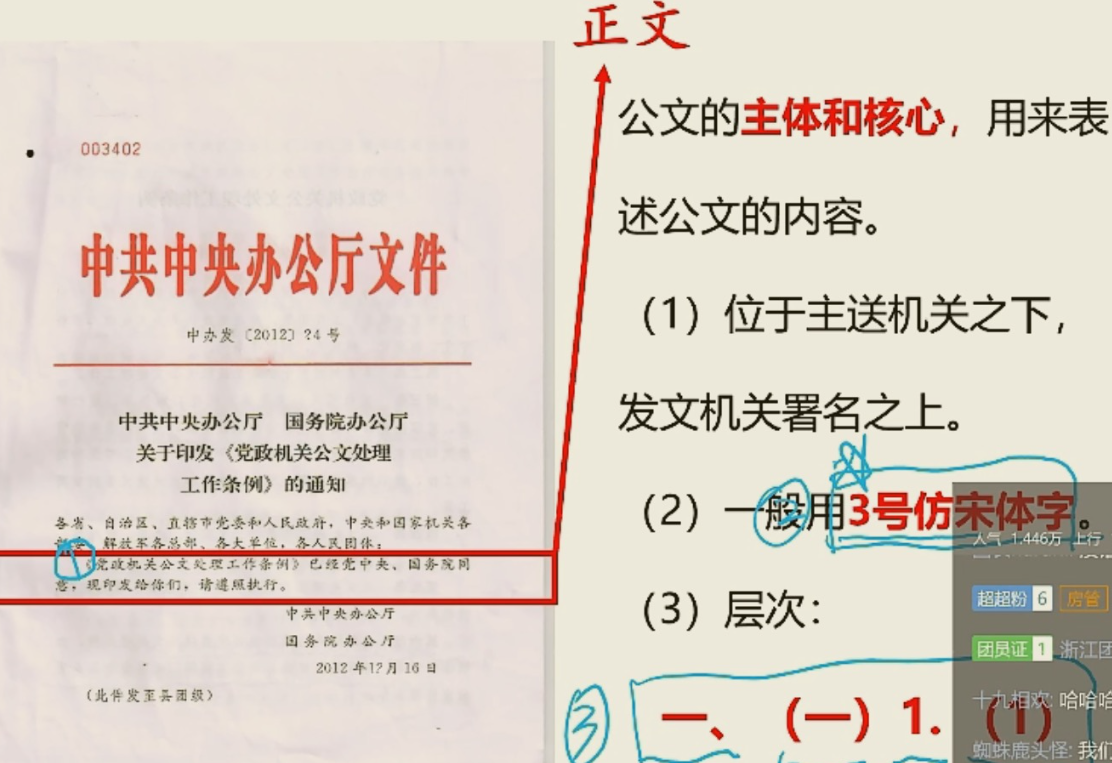 正文
003402
中共中央办公厅文件
中办发〔2012〕24号
中共中央办公厅 国务院办公厅
关于印发《党政机关公文处理
工作条例》的通知
各省、自治区、直辖市党委和人民政府，中央和国家机关各
解放军各总部、各大单位，各人民团体：
《党政机关公文处理工作条例》已经党中央、国务院同
意，现印发给你们，请遵照执行。
中共中央办公厅
国务院办公厅
2012年17月16日
（此件发至县团级）
公文的主体和核心，用来表
述公文的内容。
（1）位于主送机关之下，
发文机关署名之上。
（2）一般用3号仿宋体字。
（3）层次：
一、（一）1.（1）
①
②
③
人气 1.446万 上行
超超粉 6 房管
团员证 1 浙江团
十九相欢: 哈哈哈
蜘蛛鹿头怪: 我们